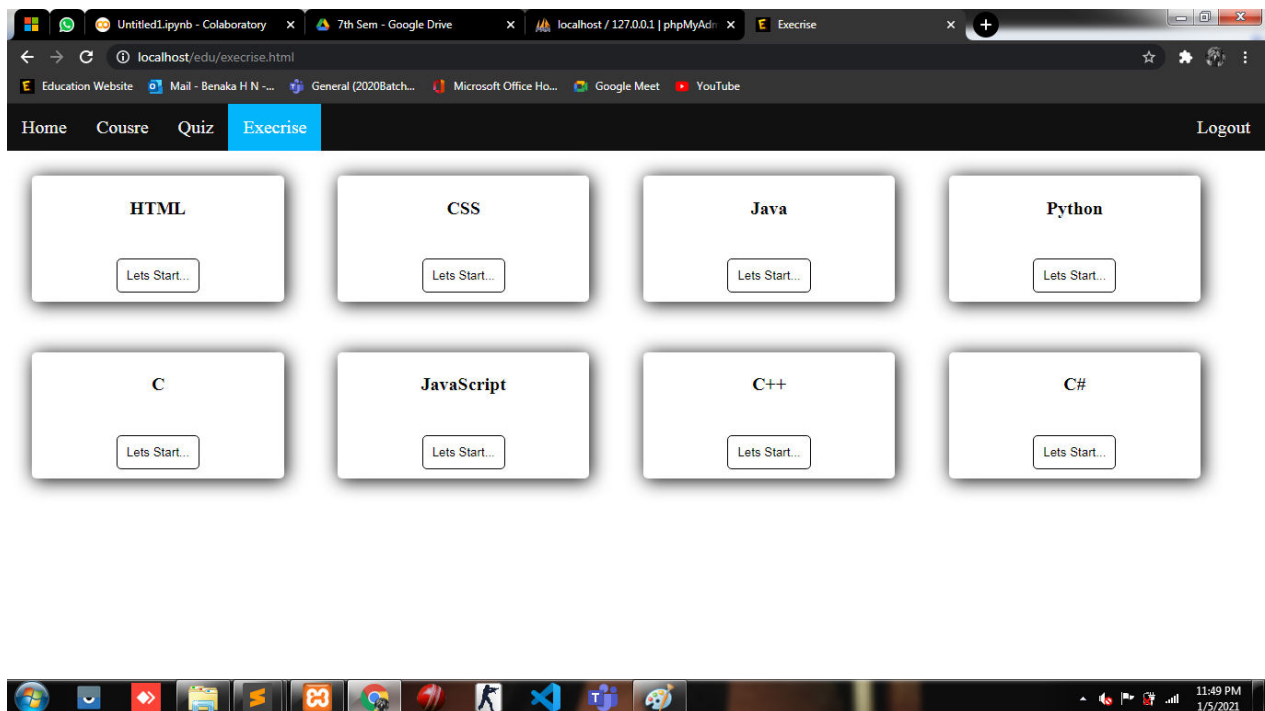 Untitled1.ipynb - Colaboratory 7th Sem - Google Drive localhost / 127.0.0.1 | phpMyAdn Execrise
localhost/edu/execrise.html
Education Website Mail - Benaka H N -... General (2020Batch... Microsoft Office Ho... Google Meet YouTube
Home Cousre Quiz Execrise Logout
HTML CSS Java Python
Lets Start... Lets Start... Lets Start... Lets Start...
C JavaScript C++ C#
Lets Start... Lets Start... Lets Start... Lets Start...
11:49 PM
1/5/2021